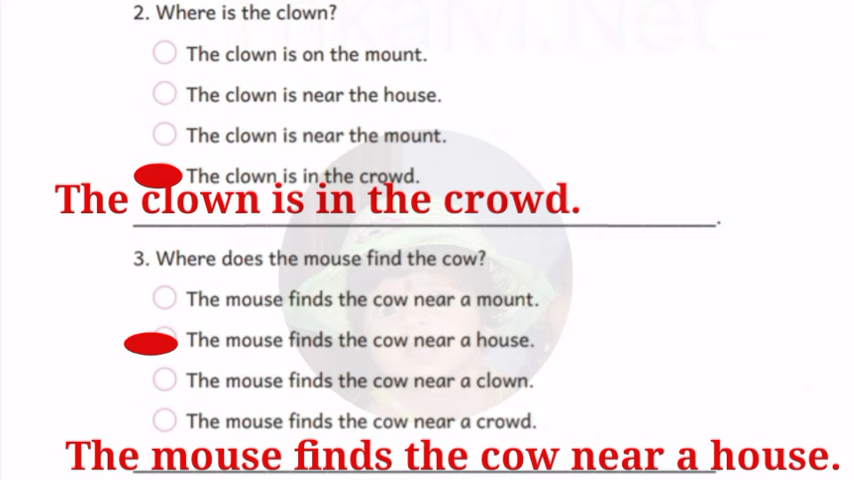 2. Where is the clown?
The clown is on the mount.
The clown is near the house.
The clown is near the mount.
The clown is in the crowd.
The clown is in the crowd.
.
3. Where does the mouse find the cow?
The mouse finds the cow near a mount.
The mouse finds the cow near a house.
The mouse finds the cow near a clown.
The mouse finds the cow near a crowd.
The mouse finds the cow near a house.